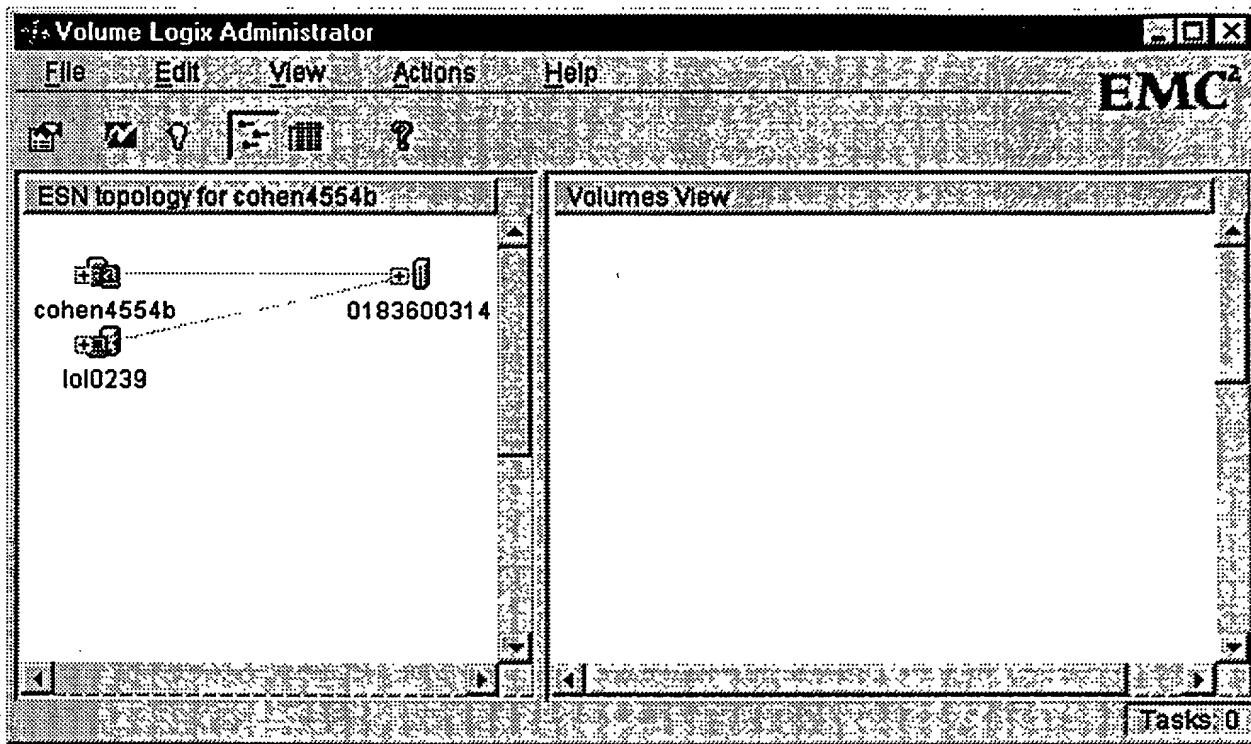 Volume Logix Administrator
File Edit View Actions Help
EMC²
ESN topology for cohen4554b
Volumes View
cohen4554b
0183600314
lol0239
Tasks: 0